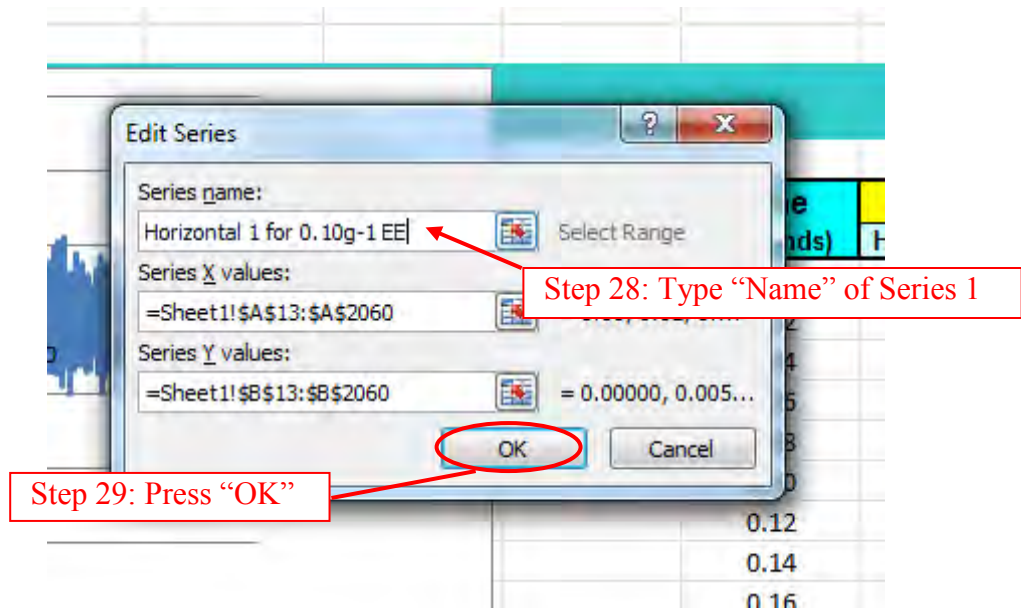 Edit Series
Series name:
Horizontal 1 for 0.10g-1 EE
Select Range
Series X values:
=Sheet1!$A$13:$A$2060
Series Y values:
=Sheet1!$B$13:$B$2060
= 0.00000, 0.005...
OK
Cancel
Step 28: Type “Name” of Series 1
Step 29: Press “OK”
0.12
0.14
0.16